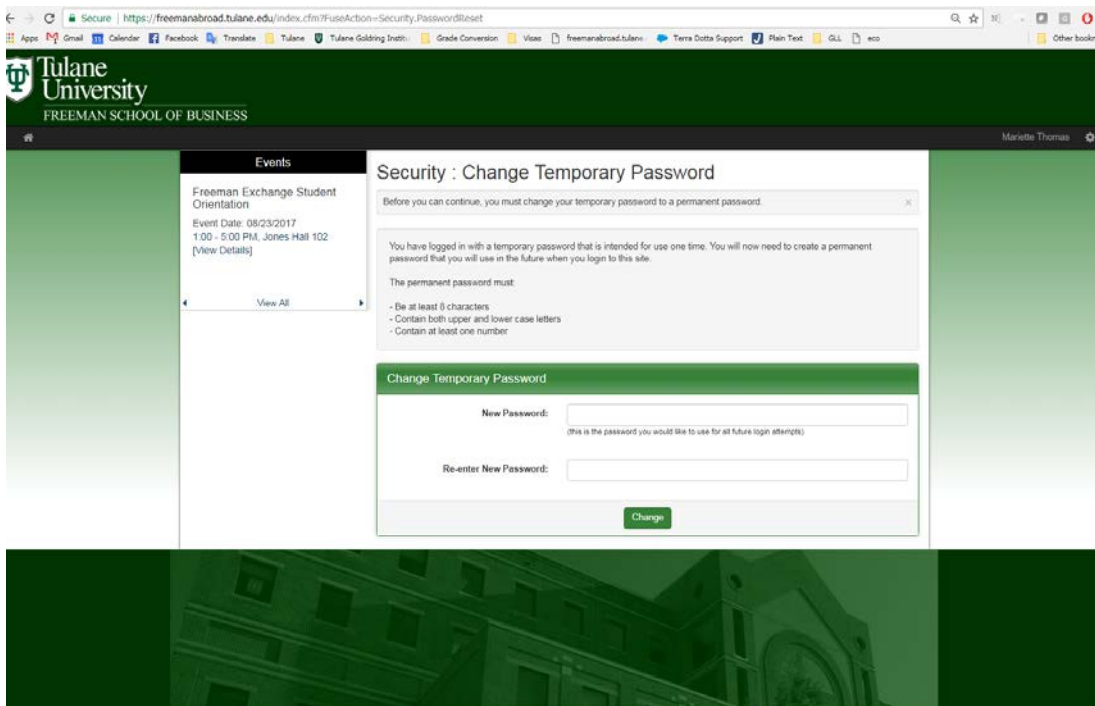 Secure | https://freemanabroad.tulane.edu/index.cfm?FuseAction=Security.PasswordReset
Apps Gmail Calendar Facebook Translate Tulane Tulane Goldring Institu Grade Conversion Visas freemanabroad.tulane Terra Dotta Support Plain Text GLL eco Other bookr
Tulane
University
FREEMAN SCHOOL OF BUSINESS
Mariette Thomas
Events
Freeman Exchange Student
Orientation
Event Date: 08/23/2017
1:00 - 5:00 PM, Jones Hall 102
[View Details]
View All
Security : Change Temporary Password
Before you can continue, you must change your temporary password to a permanent password.
You have logged in with a temporary password that is intended for use one time. You will now need to create a permanent
password that you will use in the future when you login to this site.
The permanent password must:
- Be at least 8 characters
- Contain both upper and lower case letters
- Contain at least one number
Change Temporary Password
New Password:
(this is the password you would like to use for all future login attempts)
Re-enter New Password:
Change